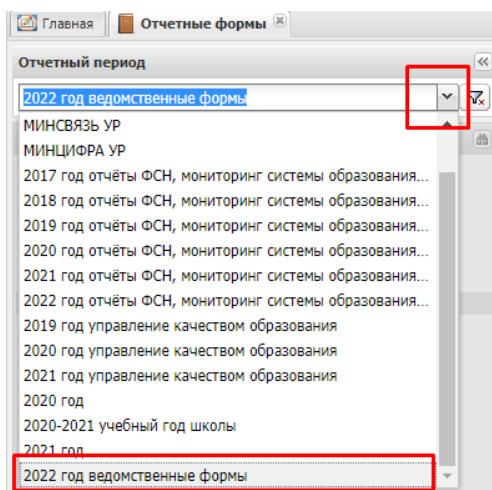 Главная Отчетные формы
Отчетный период
2022 год ведомственные формы
МИНСВЯЗЬ УР
МИНЦИФРА УР
2017 год отчёты ФСН, мониторинг системы образования...
2018 год отчёты ФСН, мониторинг системы образования...
2019 год отчёты ФСН, мониторинг системы образования...
2020 год отчёты ФСН, мониторинг системы образования...
2021 год отчёты ФСН, мониторинг системы образования...
2022 год отчёты ФСН, мониторинг системы образования...
2019 год управление качеством образования
2020 год управление качеством образования
2021 год управление качеством образования
2020 год
2020-2021 учебный год школы
2021 год
2022 год ведомственные формы